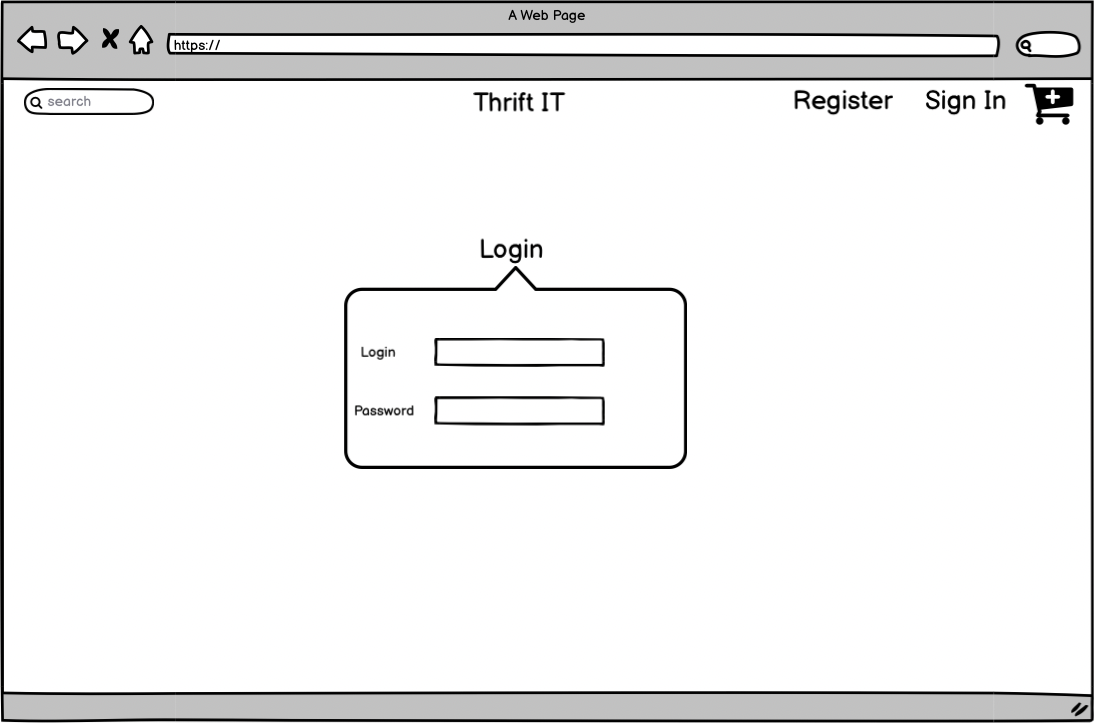 A Web Page
https://
search
Thrift IT
Register
Sign In
Login
Login
Password